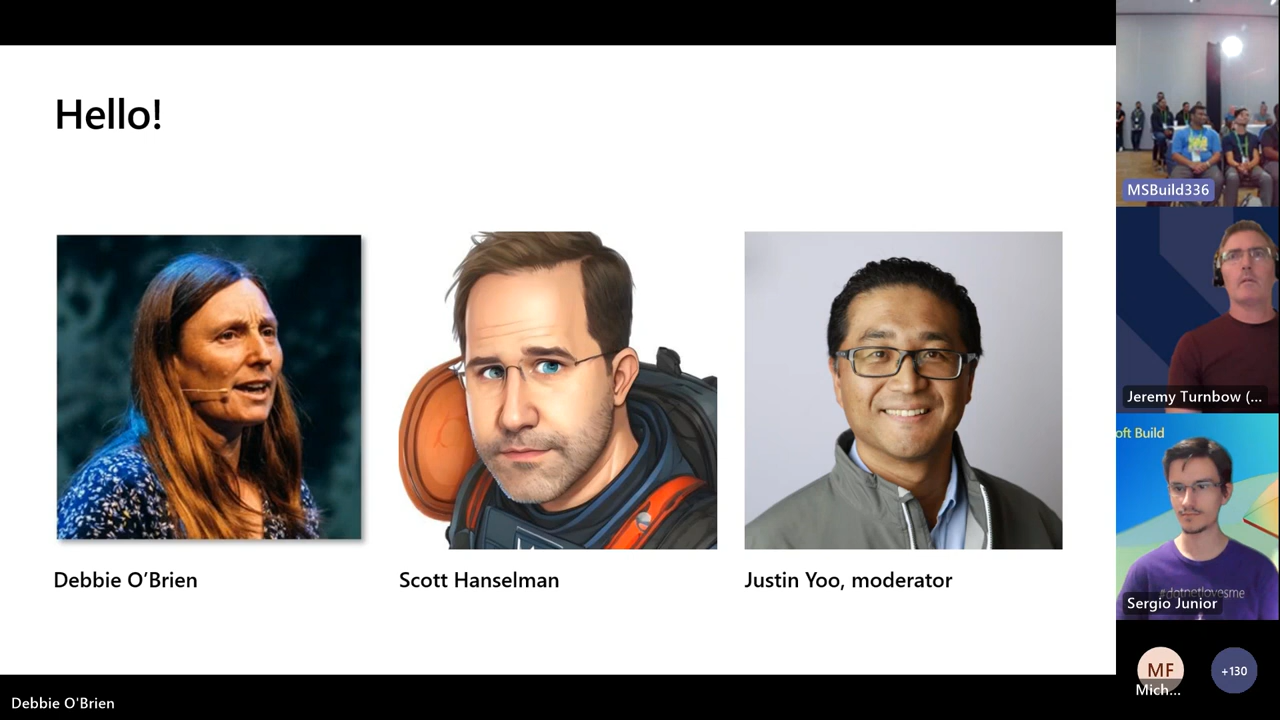 Hello!
Debbie O’Brien
Scott Hanselman
Justin Yoo, moderator
MSBuild336
Jeremy Turnbow (...
oft Build
#dotnetlovesme
Sergio Junior
MF
Mich...
+130
Debbie O'Brien